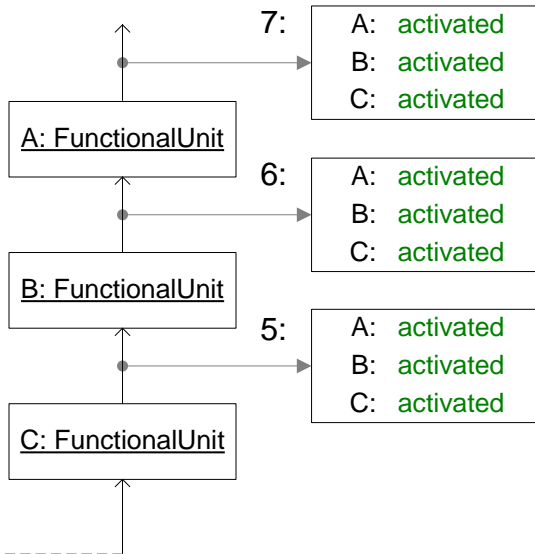 7:
A: activated
B: activated
C: activated
A: FunctionalUnit
6:
A: activated
B: activated
C: activated
B: FunctionalUnit
5:
A: activated
B: activated
C: activated
C: FunctionalUnit